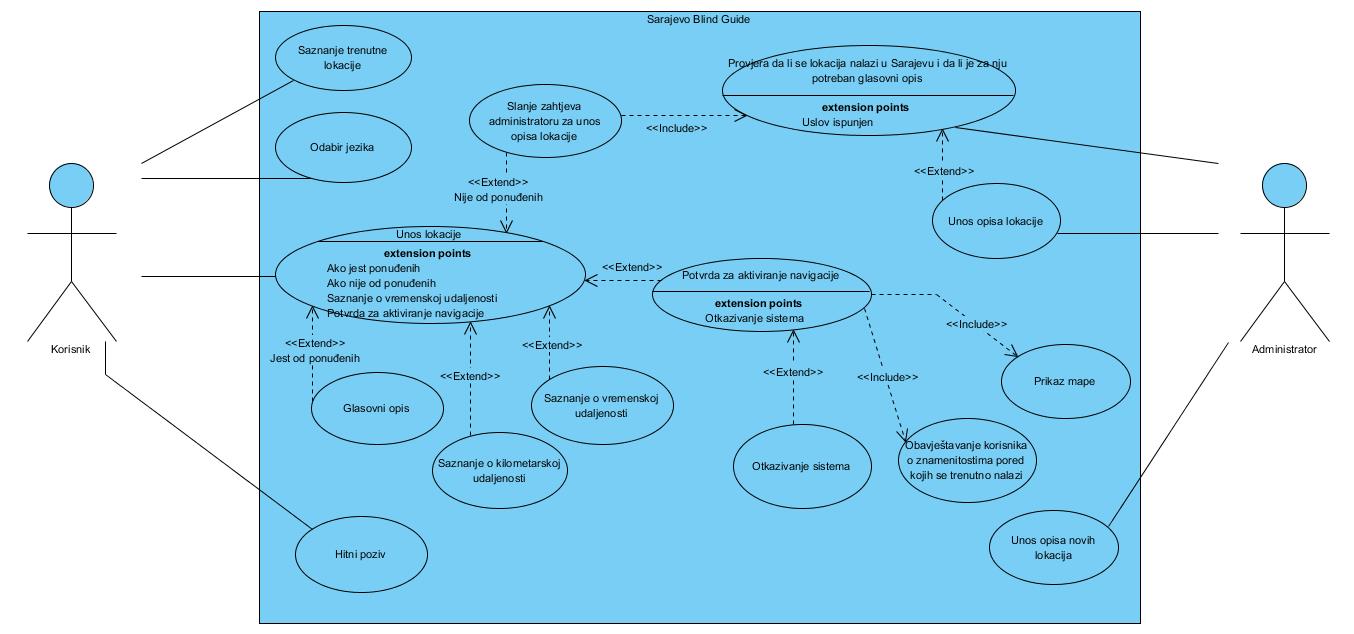 Sarajevo Blind Guide
Saznanje trenutne
lokacije
Odabir jezika
Slanje zahtjeva
administratoru za unos
opisa lokacije
<<Include>>
Provjera da li se lokacija nalazi u Sarajevu i da li je za nju
potreban glasovni opis
extension points
Uslov ispunjen
<<Extend>>
Nije od ponuđenih
<<Extend>>
Unos opisa lokacije
Unos lokacije
extension points
Ako jest ponuđenih
Ako nije od ponuđenih
Saznanje o vremenskoj udaljenosti
Potvrda za aktiviranje navigacije
<<Extend>>
Potvrda za aktiviranje navigacije
extension points
Otkazivanje sistema
<<Include>>
Korisnik
Administrator
<<Extend>>
Jest od ponuđenih
<<Extend>>
<<Extend>>
<<Extend>>
<<Include>>
Prikaz mape
Glasovni opis
Saznanje o vremenskoj
udaljenosti
Saznanje o kilometarskoj
udaljenosti
Otkazivanje sistema
Obavještavanje korisnika
o znamenitostima pored
kojih se trenutno nalazi
Hitni poziv
Unos opisa novih
lokacija